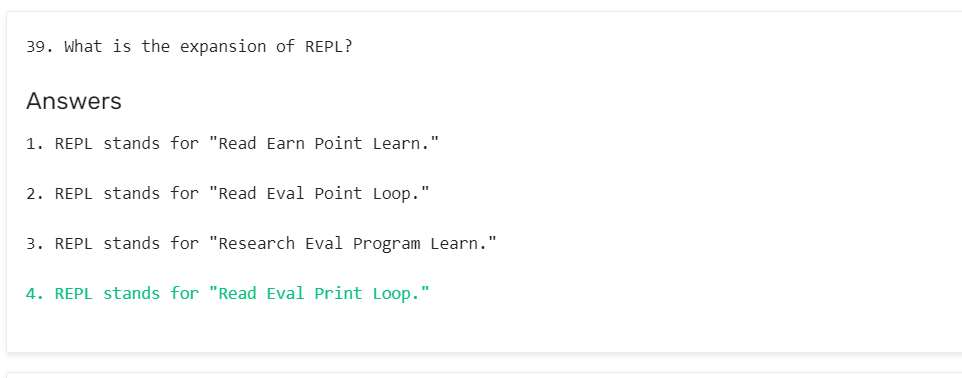 39. What is the expansion of REPL?
Answers
1. REPL stands for "Read Earn Point Learn."
2. REPL stands for "Read Eval Point Loop."
3. REPL stands for "Research Eval Program Learn."
4. REPL stands for "Read Eval Print Loop."